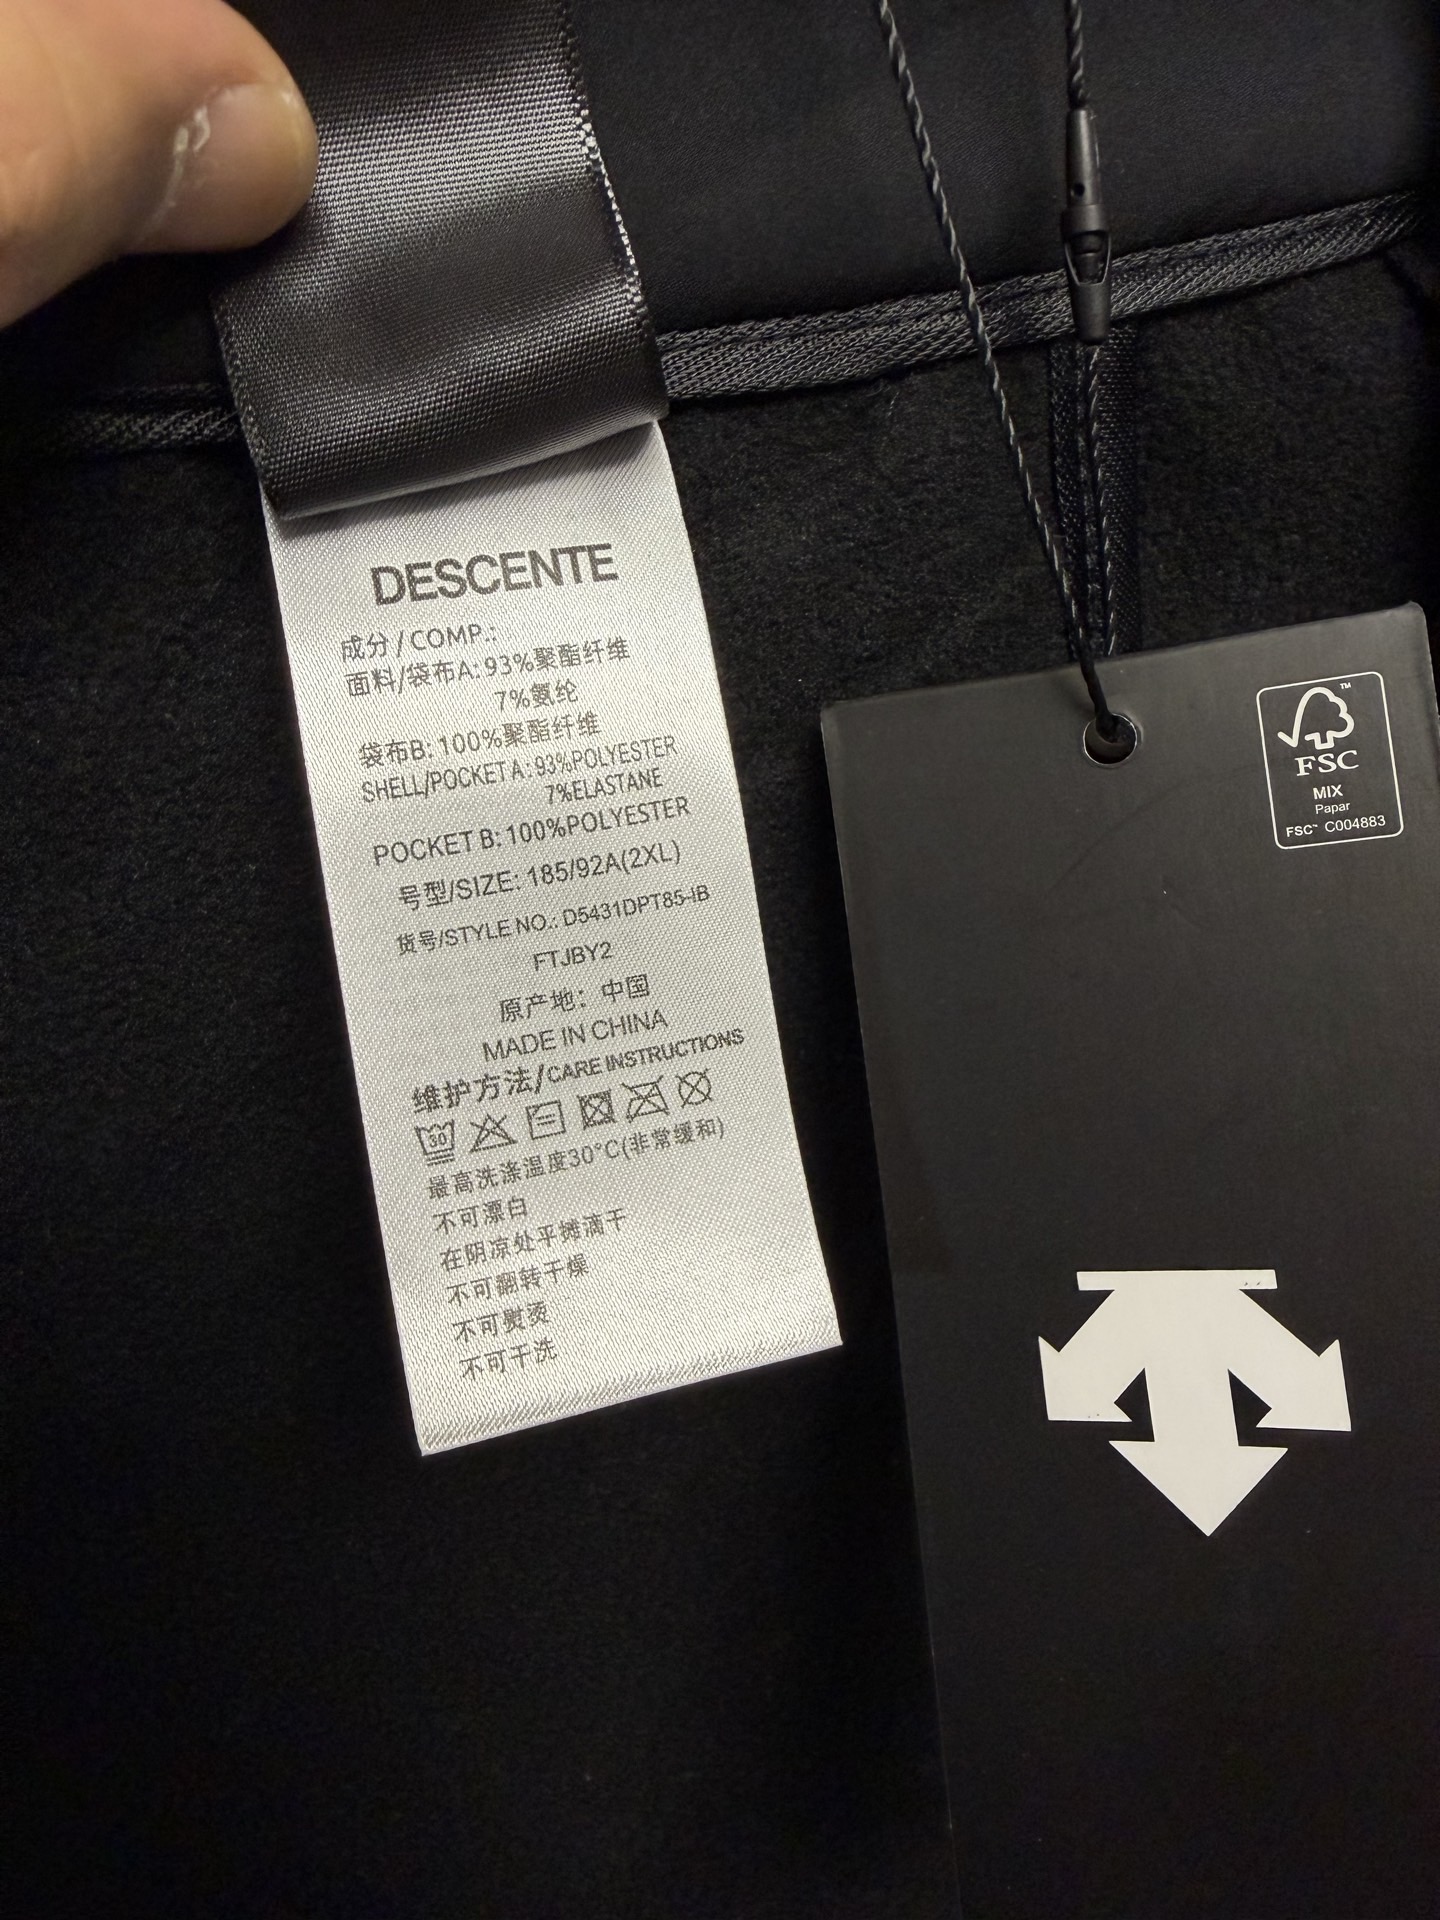 DESCENTE
成分/COMP.:
面料/袋布A: 93%聚酯纤维
7%氨纶
袋布B: 100%聚酯纤维
SHELL/POCKET A: 93%POLYESTER
7%ELASTANE
POCKET B: 100%POLYESTER
号型/SIZE: 185/92A(2XL)
货号/STYLE NO.: D5431DPT85-IB
FTJBY2
原产地: 中国
MADE IN CHINA
维护方法/CARE INSTRUCTIONS
30
最高洗涤温度30°C(非常缓和)
不可漂白
在阴凉处平摊滴干
不可翻转干燥
不可熨烫
不可干洗
TM
FSC
MIX
Papar
FSC™ C004883